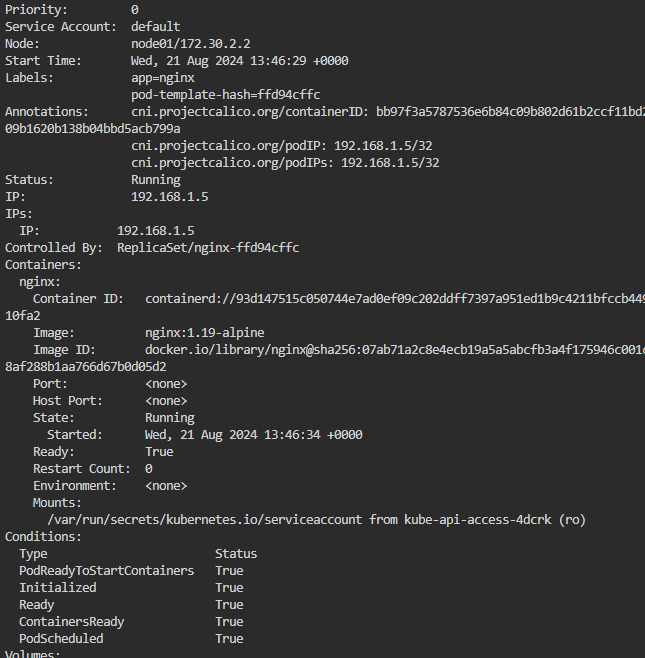 Priority:         0
Service Account:  default
Node:             node01/172.30.2.2
Start Time:       Wed, 21 Aug 2024 13:46:29 +0000
Labels:           app=nginx
                  pod-template-hash=ffd94cffc
Annotations:      cni.projectcalico.org/containerID: bb97f3a5787536e6b84c09b802d61b2ccf11bd2
09b1620b138b04bbd5acb799a
                  cni.projectcalico.org/podIP: 192.168.1.5/32
                  cni.projectcalico.org/podIPs: 192.168.1.5/32
Status:           Running
IP:               192.168.1.5
IPs:
  IP:           192.168.1.5
Controlled By:  ReplicaSet/nginx-ffd94cffc
Containers:
  nginx:
    Container ID:   containerd://93d147515c050744e7ad0ef09c202ddff7397a951ed1b9c4211bfccb449
10fa2
    Image:          nginx:1.19-alpine
    Image ID:       docker.io/library/nginx@sha256:07ab71a2c8e4ecb19a5a5abcfb3a4f175946c001c
8af288b1aa766d67b0d05d2
    Port:           <none>
    Host Port:      <none>
    State:          Running
      Started:      Wed, 21 Aug 2024 13:46:34 +0000
    Ready:          True
    Restart Count:  0
    Environment:    <none>
    Mounts:
      /var/run/secrets/kubernetes.io/serviceaccount from kube-api-access-4dcrk (ro)
Conditions:
  Type                        Status
  PodReadyToStartContainers   True
  Initialized                 True
  Ready                       True
  ContainersReady             True
  PodScheduled                True
Volumes: